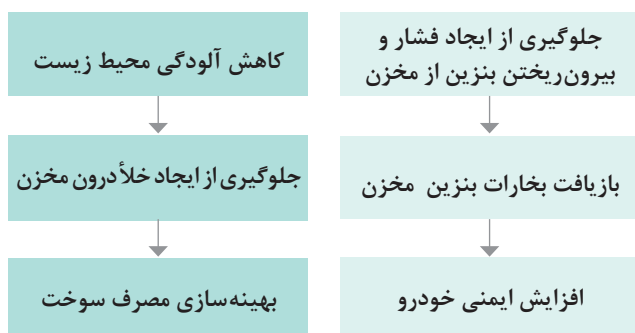 جلوگیری از ایجاد فشار و
بیرون‌ریختن بنزین از مخزن
بازیافت بخارات بنزین مخزن
افزایش ایمنی خودرو
کاهش آلودگی محیط زیست
جلوگیری از ایجاد خلأ درون مخزن
بهینه‌سازی مصرف سوخت